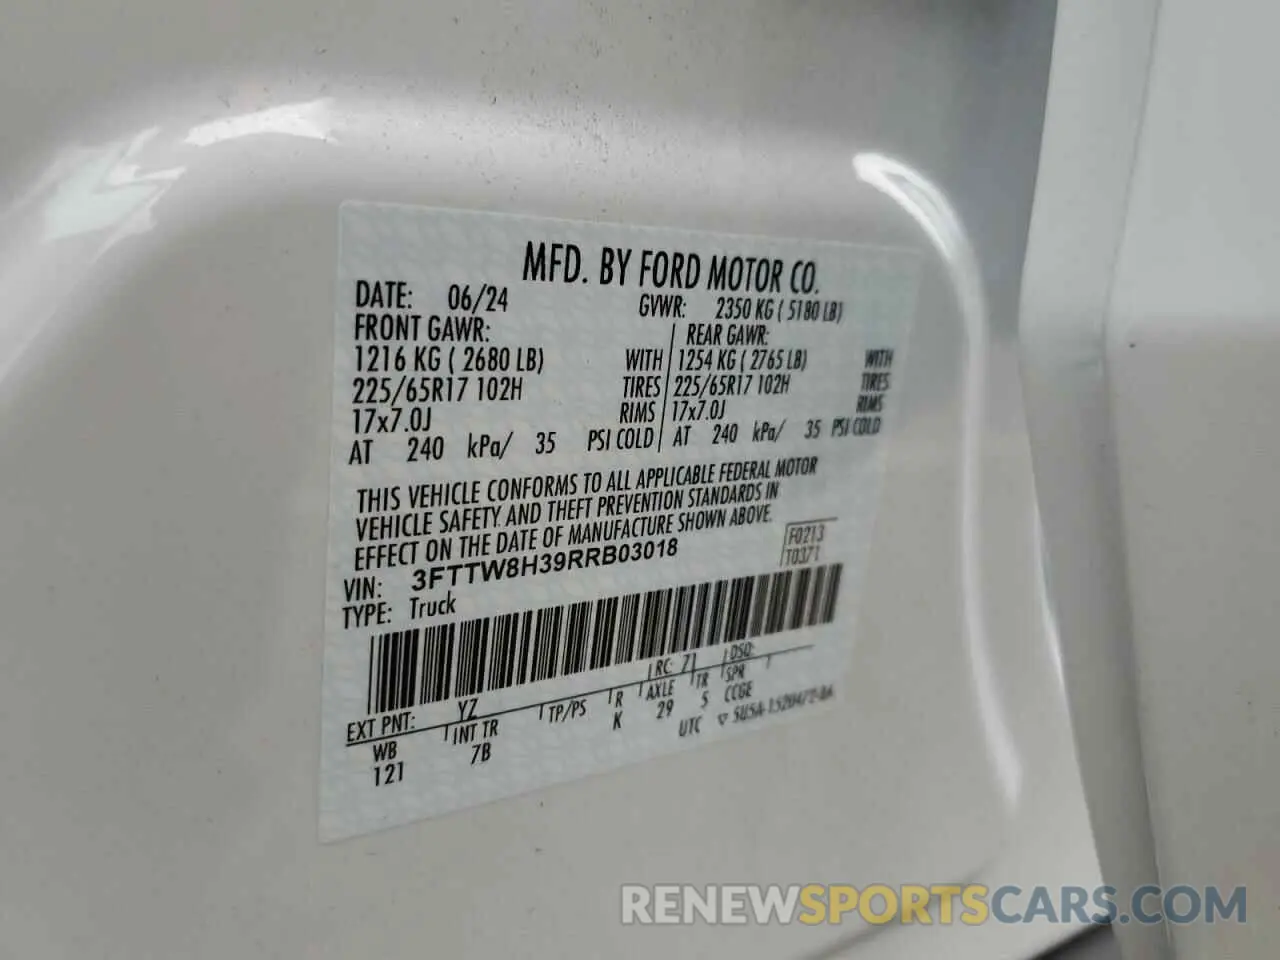 MFD. BY FORD MOTOR CO.
DATE: 06/24 GVWR: 2350 KG ( 5180 LB)
FRONT GAWR: REAR GAWR:
1216 KG ( 2680 LB) WITH 1254 KG ( 2765 LB) WITH
225/65R17 102H TIRES 225/65R17 102H TIRES
17x7.0J RIMS 17x7.0J RIMS
AT 240 kPa/ 35 PSI COLD AT 240 kPa/ 35 PSI COLD
THIS VEHICLE CONFORMS TO ALL APPLICABLE FEDERAL MOTOR
VEHICLE SAFETY AND THEFT PREVENTION STANDARDS IN
EFFECT ON THE DATE OF MANUFACTURE SHOWN ABOVE.
F0213
T0371
VIN: 3FTTW8H39RRB03018
TYPE: Truck
EXT PNT: YZ RC: 71 DSO:
WB INT TR TP/PS R AXLE TR SPR
121 7B K 29 5 CCGE
UTC
RENEWSPORTSCARS.COM